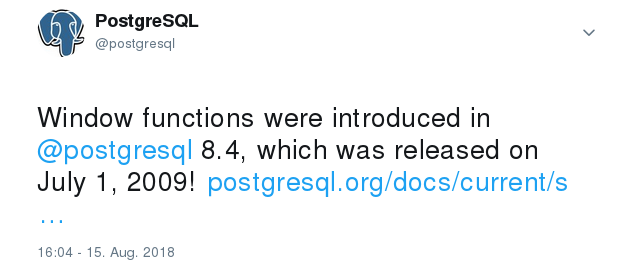 PostgreSQL
@postgresql
Window functions were introduced in
@postgresql 8.4, which was released on
July 1, 2009! postgresql.org/docs/current/s
…
16:04 - 15. Aug. 2018